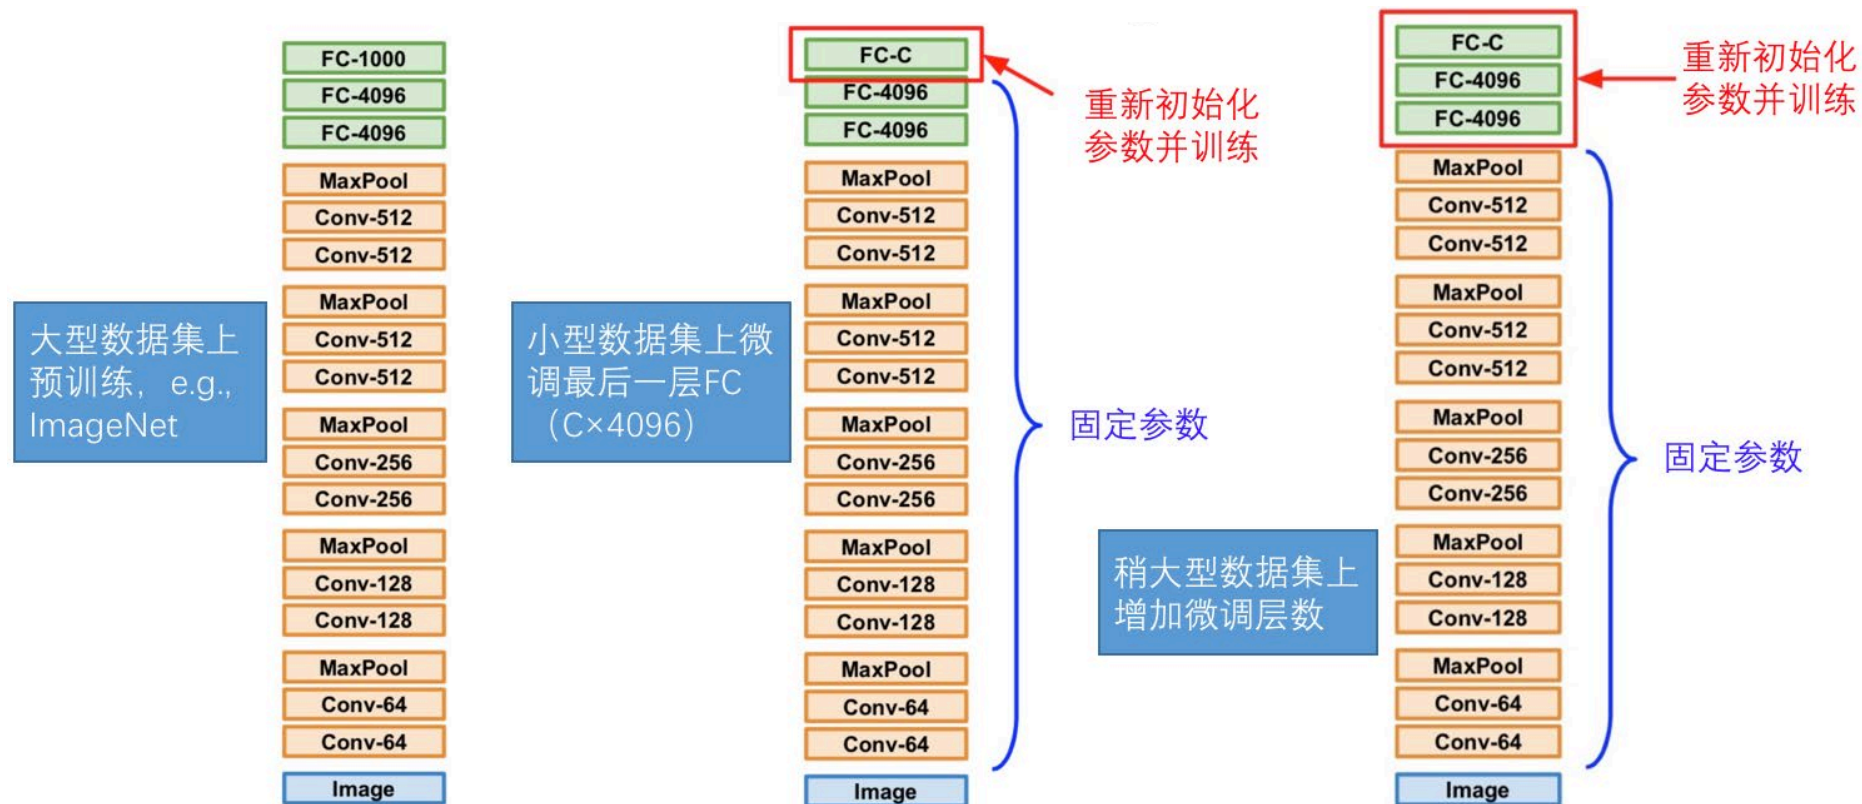 FC-1000
FC-4096
FC-4096
MaxPool
Conv-512
Conv-512
MaxPool
Conv-512
Conv-512
MaxPool
Conv-256
Conv-256
MaxPool
Conv-128
Conv-128
MaxPool
Conv-64
Conv-64
Image
大型数据集上
预训练，e.g.,
ImageNet
FC-C
FC-4096
FC-4096
MaxPool
Conv-512
Conv-512
MaxPool
Conv-512
Conv-512
MaxPool
Conv-256
Conv-256
MaxPool
Conv-128
Conv-128
MaxPool
Conv-64
Conv-64
Image
小型数据集上微
调最后一层FC
（C×4096）
重新初始化
参数并训练
固定参数
FC-C
FC-4096
FC-4096
MaxPool
Conv-512
Conv-512
MaxPool
Conv-512
Conv-512
MaxPool
Conv-256
Conv-256
MaxPool
Conv-128
Conv-128
MaxPool
Conv-64
Conv-64
Image
稍大型数据集上
增加微调层数
重新初始化
参数并训练
固定参数